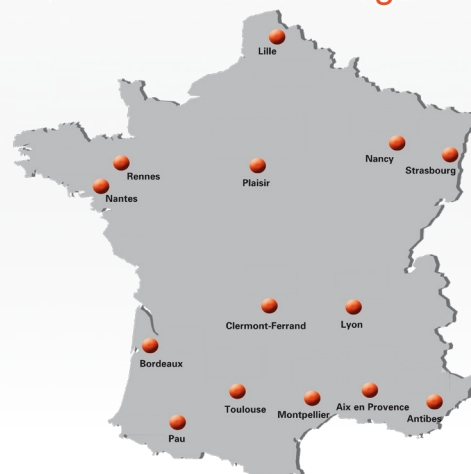 Lille
Nancy
Strasbourg
Rennes
Plaisir
Nantes
Clermont-Ferrand
Lyon
Bordeaux
Toulouse
Montpellier
Aix en Provence
Antibes
Pau